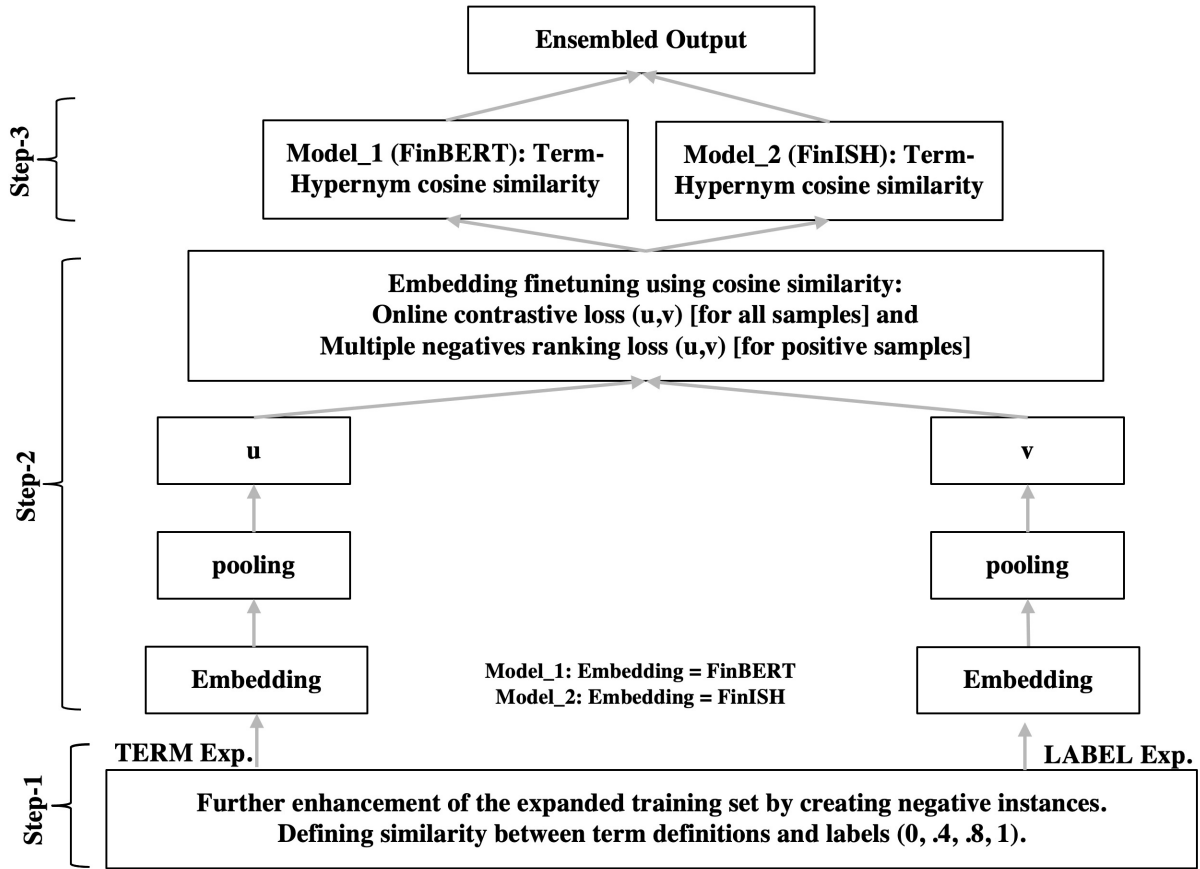 Ensembled Output
Step-3
Model_1 (FinBERT): Term-
Hypernym cosine similarity
Model_2 (FinISH): Term-
Hypernym cosine similarity
Embedding finetuning using cosine similarity:
Online contrastive loss (u,v) [for all samples] and
Multiple negatives ranking loss (u,v) [for positive samples]
Step-2
u
v
pooling
pooling
Embedding
Model_1: Embedding = FinBERT
Model_2: Embedding = FinISH
Embedding
TERM Exp.
LABEL Exp.
Step-1
Further enhancement of the expanded training set by creating negative instances.
Defining similarity between term definitions and labels (0, .4, .8, 1).